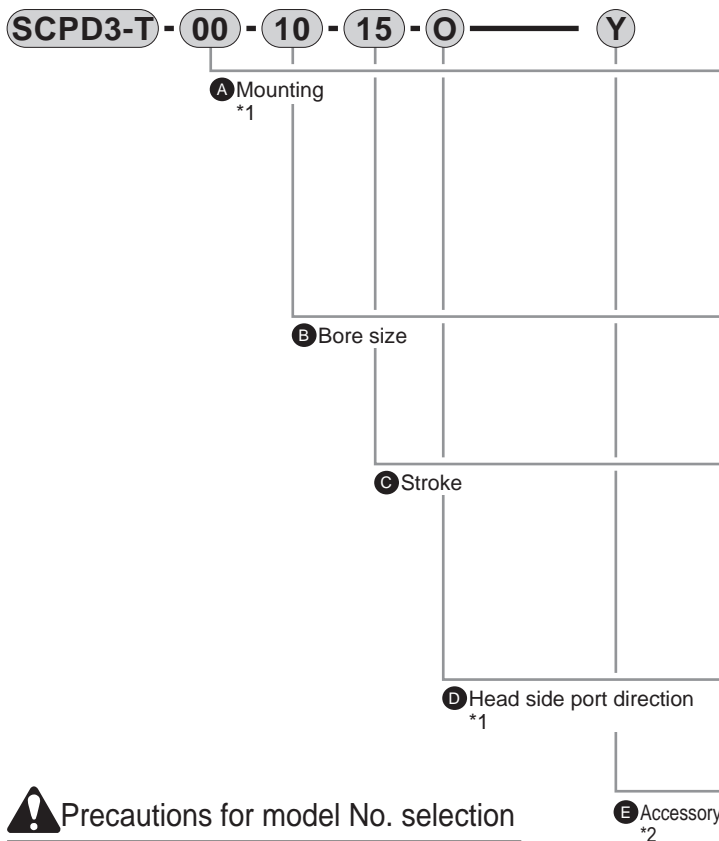 SCPD3-T - 00 - 10 - 15 - O Y
A Mounting
*1
B Bore size
C Stroke
D Head side port direction
*1
E Accessory
*2
Precautions for model No. selection